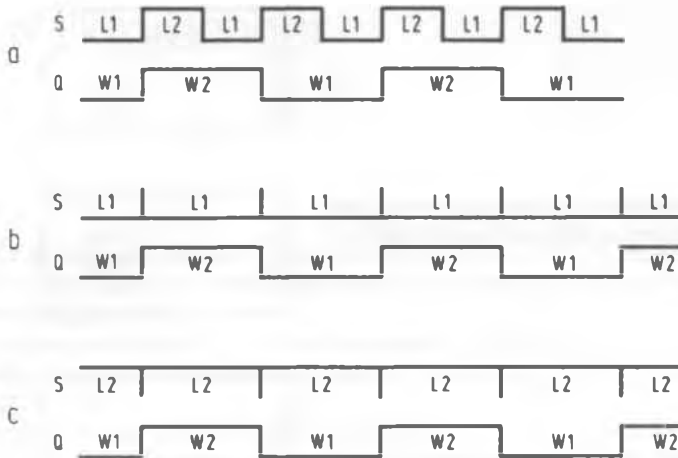 S L1 L2 L1 L2 L1 L2 L1 L2 L1
a
Q W1 W2 W1 W2 W1
S L1 L1 L1 L1 L1 L1
b
Q W1 W2 W1 W2 W1 W2
S L2 L2 L2 L2 L2 L2
c
Q W1 W2 W1 W2 W1 W2